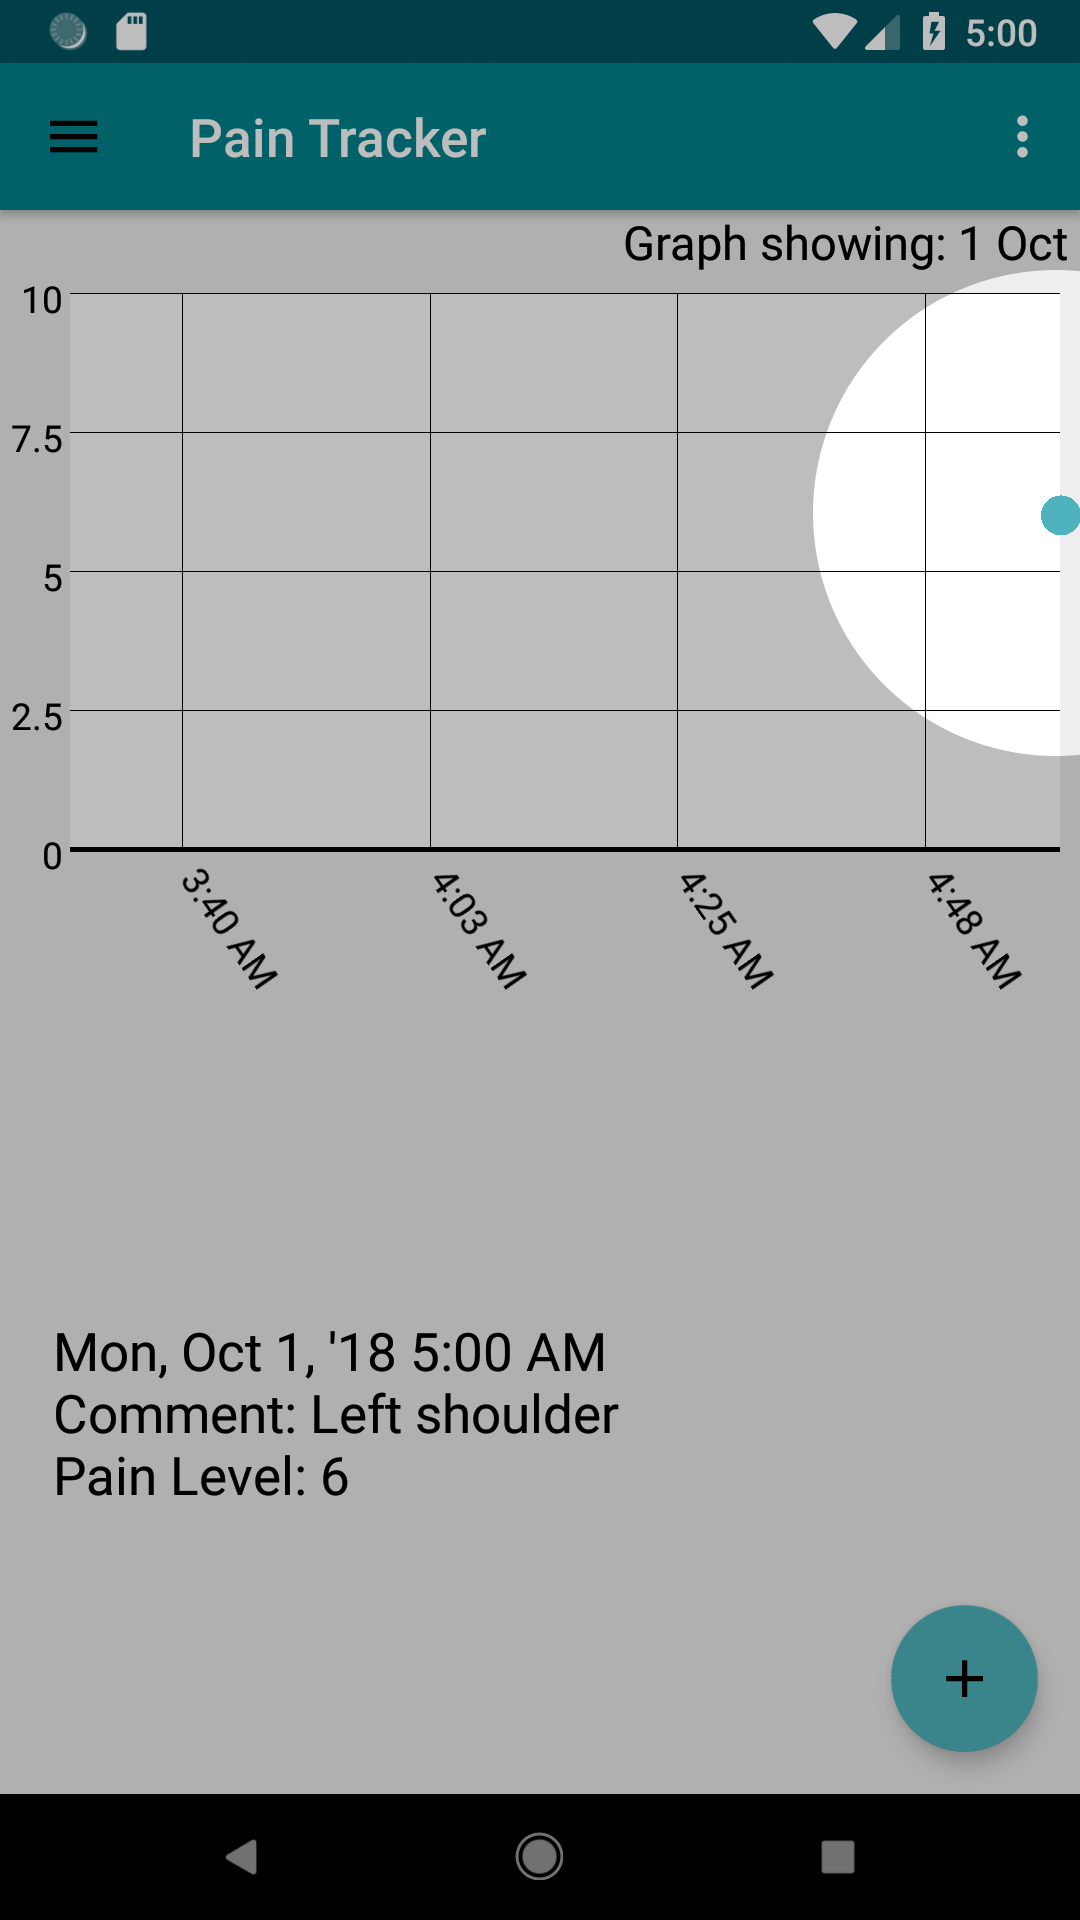 5:00
Pain Tracker
Graph showing: 1 Oct
10
7.5
5
2.5
0
3:40 AM
4:03 AM
4:25 AM
4:48 AM
Mon, Oct 1, '18 5:00 AM
Comment: Left shoulder
Pain Level: 6